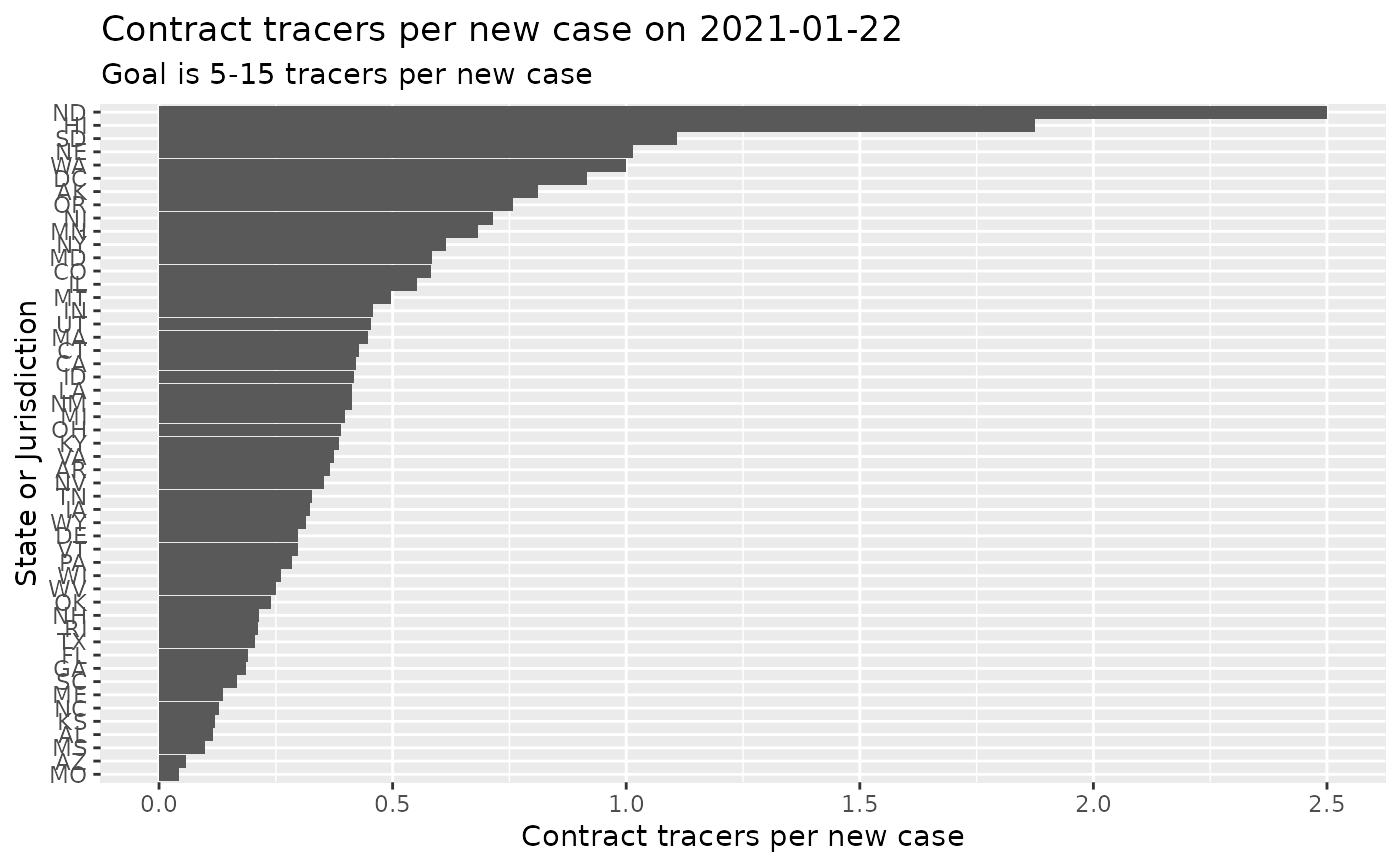 Contract tracers per new case on 2021-01-22
Goal is 5-15 tracers per new case
State or Jurisdiction
ND
HI
SD
NE
WA
DC
AK
OR
NJ
MN
NY
MD
CO
IL
MT
IN
UT
MA
CT
CA
ID
LA
NM
MI
OH
KY
VA
AR
NV
TN
IA
WY
DE
VT
PA
WI
WV
OK
NH
RI
TX
FL
GA
SC
ME
NC
KS
AL
MS
AZ
MO
0.0 0.5 1.0 1.5 2.0 2.5
Contract tracers per new case